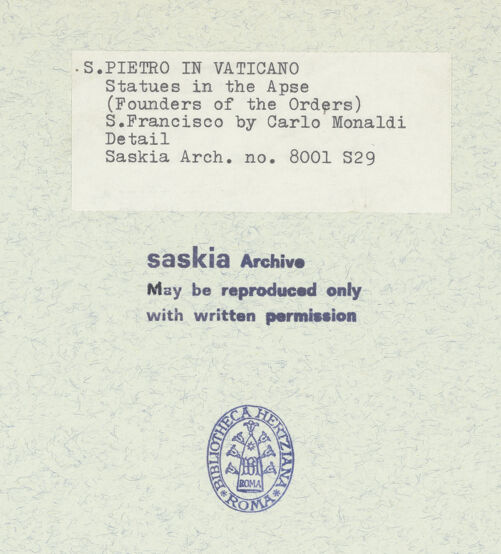 S.PIETRO IN VATICANO
Statues in the Apse
(Founders of the Orders)
S.Francisco by Carlo Monaldi
Detail
Saskia Arch. no. 8001 S29
saskia Archive
May be reproduced only
with written permission
BIBLIOTHECA HERTZIANA
BH
ROMA
* ROMA *